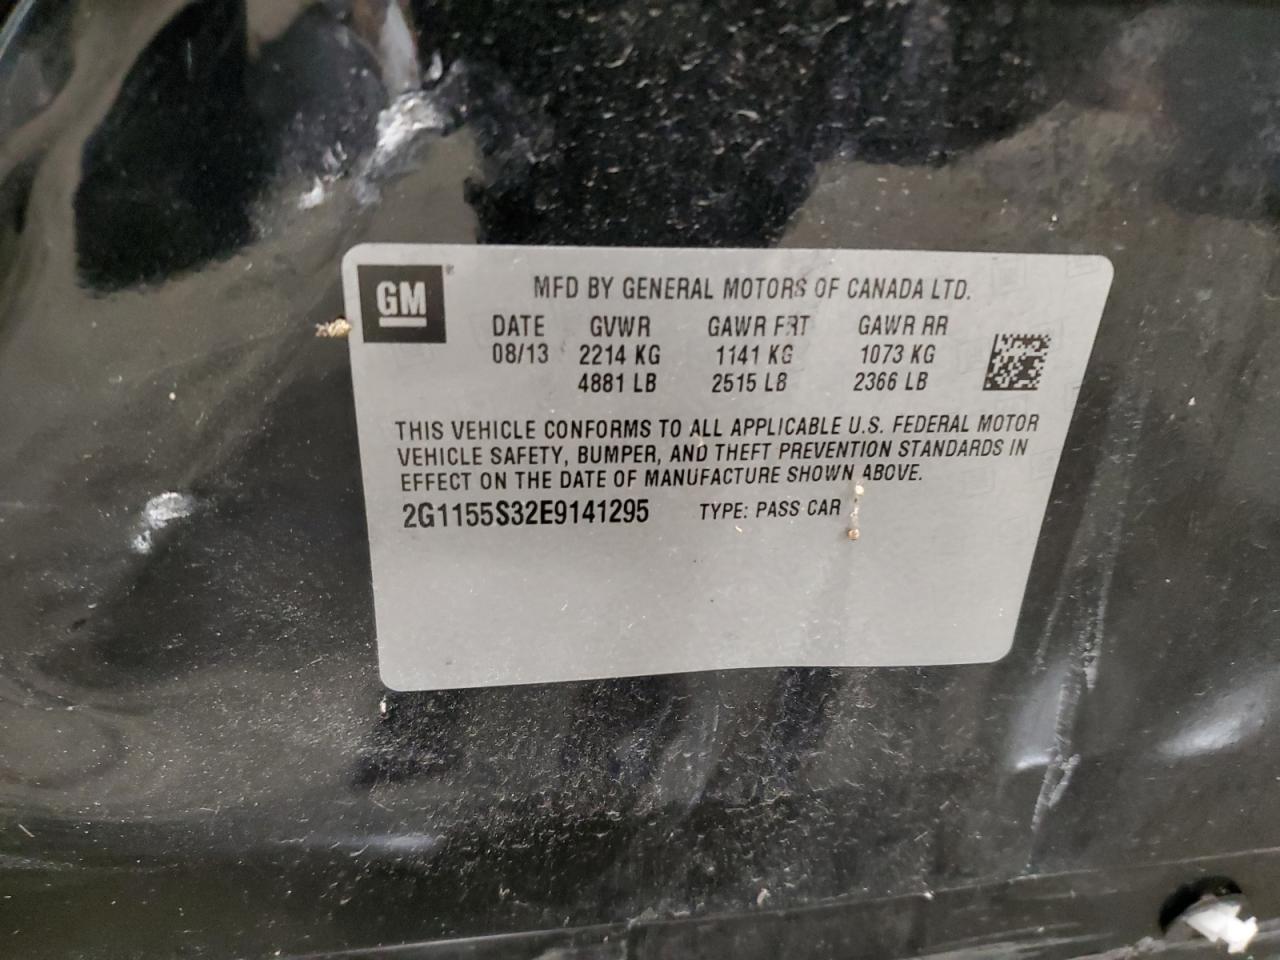 GM
MFD BY GENERAL MOTORS OF CANADA LTD.
DATE GVWR GAWR FRT GAWR RR
08/13 2214 KG 1141 KG 1073 KG
4881 LB 2515 LB 2366 LB
THIS VEHICLE CONFORMS TO ALL APPLICABLE U.S. FEDERAL MOTOR
VEHICLE SAFETY, BUMPER, AND THEFT PREVENTION STANDARDS IN
EFFECT ON THE DATE OF MANUFACTURE SHOWN ABOVE.
2G1155S32E9141295 TYPE: PASS CAR